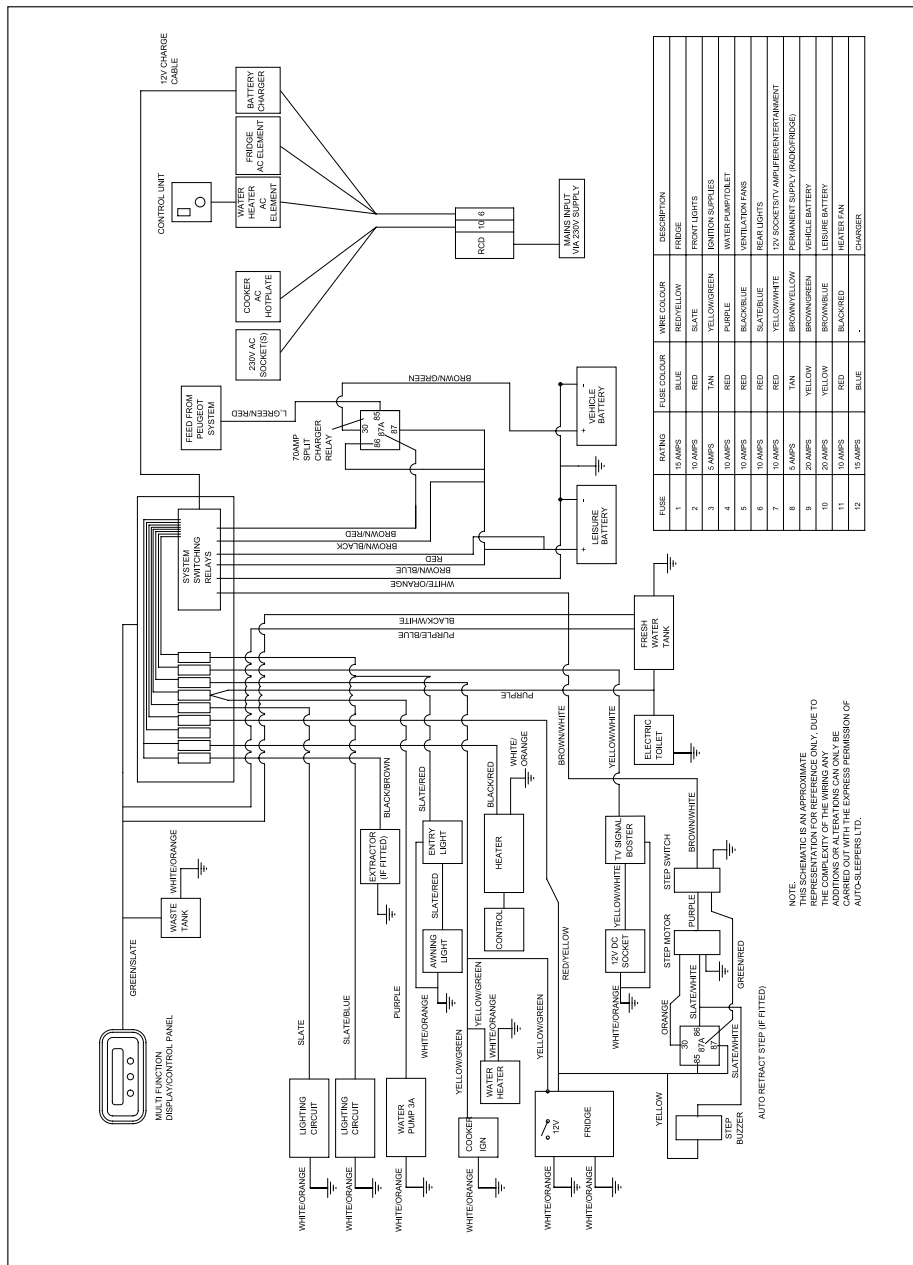 MULTI FUNCTION
DISPLAY/CONTROL PANEL
GREEN/SLATE
WASTE
TANK
WHITE/ORANGE
SYSTEM
SWITCHING
RELAYS
12V CHARGE
CABLE
FEED FROM
PEUGEOT
SYSTEM
L.GREEN/RED
70AMP
SPLIT
CHARGER
RELAY
30
85
87A
86
87
BROWN/GREEN
BROWN/RED
BROWN/BLACK
RED
BROWN/BLUE
WHITE/ORANGE
BLACK/WHITE
PURPLE/BLUE
CONTROL UNIT
230V AC
SOCKET(S)
COOKER
AC
HOTPLATE
WATER
HEATER
AC
ELEMENT
FRIDGE
AC ELEMENT
BATTERY
CHARGER
RCD
10
6
MAINS INPUT
VIA 230V SUPPLY
LEISURE
BATTERY
+
-
VEHICLE
BATTERY
+
-
FRESH
WATER
TANK
ELECTRIC
TOILET
PURPLE
LIGHTING
CIRCUIT
SLATE
WHITE/ORANGE
LIGHTING
CIRCUIT
SLATE/BLUE
WHITE/ORANGE
EXTRACTOR
(IF FITTED)
BLACK/BROWN
WATER
PUMP 3A
PURPLE
WHITE/ORANGE
AWNING
LIGHT
SLATE/RED
ENTRY
LIGHT
SLATE/RED
WHITE/ORANGE
COOKER
IGN
YELLOW/GREEN
WHITE/ORANGE
WATER
HEATER
YELLOW/GREEN
WHITE/ORANGE
CONTROL
HEATER
BLACK/RED
WHITE/
ORANGE
12V
FRIDGE
YELLOW/GREEN
RED/YELLOW
WHITE/ORANGE
WHITE/ORANGE
12V DC
SOCKET
YELLOW/WHITE
TV SIGNAL
BOSTER
YELLOW/WHITE
WHITE/ORANGE
BROWN/WHITE
STEP
BUZZER
YELLOW
30
85
87A
86
87
ORANGE
SLATE/WHITE
SLATE/WHITE
STEP MOTOR
PURPLE
STEP SWITCH
BROWN/WHITE
GREEN/RED
AUTO RETRACT STEP (IF FITTED)
NOTE.
THIS SCHEMATIC IS AN APPROXIMATE
REPRESENTATION FOR REFERENCE ONLY, DUE TO
THE COMPLEXITY OF THE WIRING ANY
ADDITIONS OR ALTERATIONS CAN ONLY BE
CARRIED OUT WITH THE EXPRESS PERMISSION OF
AUTO-SLEEPERS LTD.
FUSE RATING FUSE COLOUR WIRE COLOUR DESCRIPTION
1 15 AMPS BLUE RED/YELLOW FRIDGE
2 10 AMPS RED SLATE FRONT LIGHTS
3 5 AMPS TAN YELLOW/GREEN IGNITION SUPPLIES
4 10 AMPS RED PURPLE WATER PUMP/TOILET
5 10 AMPS RED BLACK/BLUE VENTILATION FANS
6 10 AMPS RED SLATE/BLUE REAR LIGHTS
7 10 AMPS RED YELLOW/WHITE 12V SOCKETS/TV AMPLIFIER/ENTERTAINMENT
8 5 AMPS TAN BROWN/YELLOW PERMANENT SUPPLY (RADIO/FRIDGE)
9 20 AMPS YELLOW BROWN/GREEN VEHICLE BATTERY
10 20 AMPS YELLOW BROWN/BLUE LEISURE BATTERY
11 10 AMPS RED BLACK/RED HEATER FAN
12 15 AMPS BLUE - CHARGER